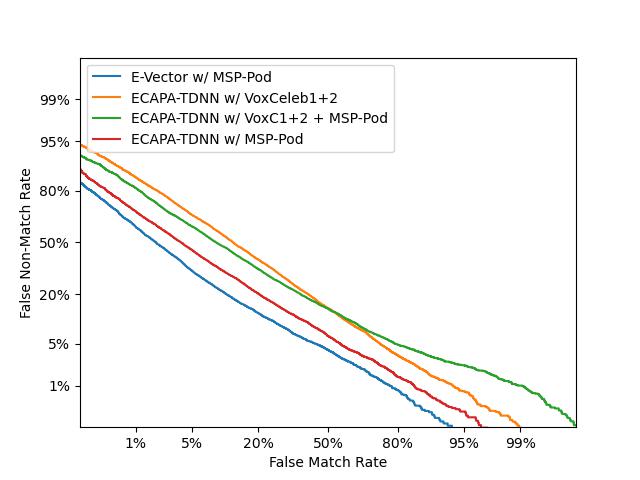 E-Vector w/ MSP-Pod
ECAPA-TDNN w/ VoxCeleb1+2
ECAPA-TDNN w/ VoxC1+2 + MSP-Pod
ECAPA-TDNN w/ MSP-Pod
99%
95%
80%
50%
20%
5%
1%
False Non-Match Rate
1% 5% 20% 50% 80% 95% 99%
False Match Rate